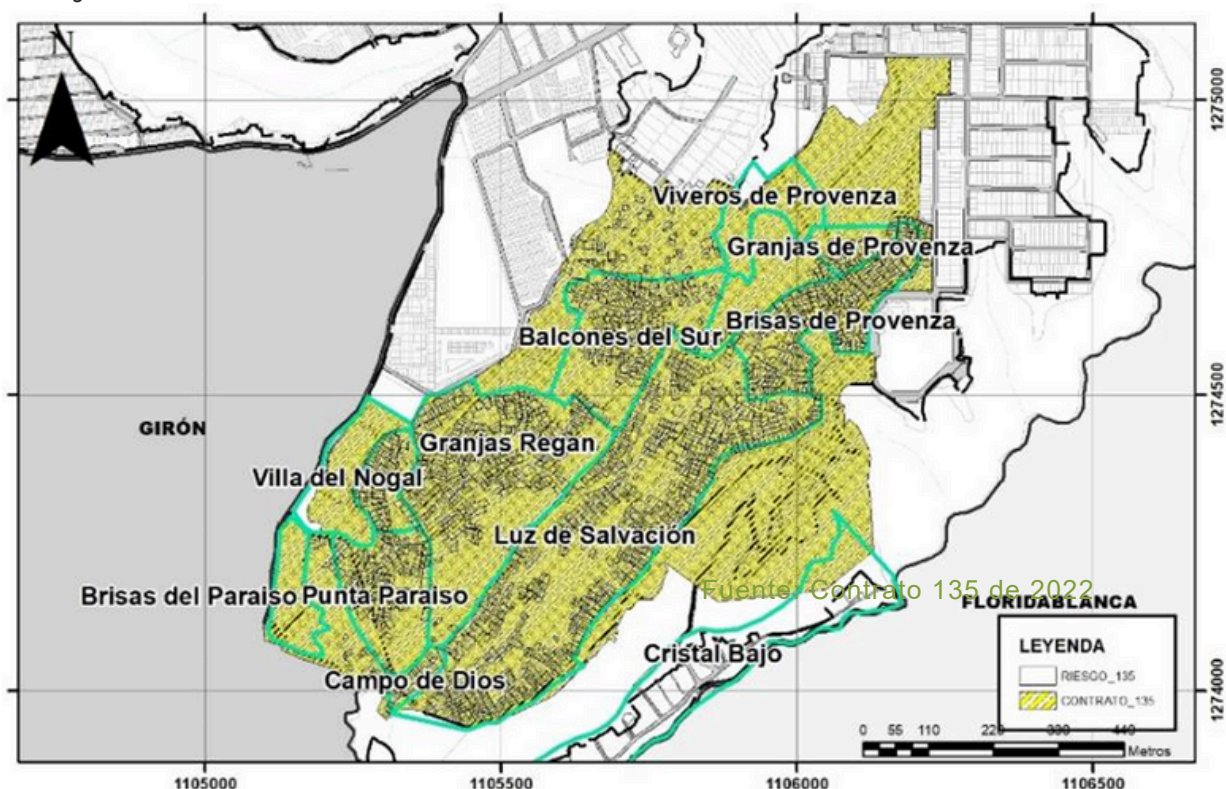 N
1275000
Viveros de Provenza
Granjas de Provenza
Brisas de Provenza
Balcones del Sur
1274500
GIRÓN
Granjas Regan
Villa del Nogal
Luz de Salvación
Brisas del Paraiso
Punta Paraiso
Fuente: Contrato 135 de 2022
FLORIDABLANCA
Cristal Bajo
Campo de Dios
1274000
LEYENDA
RIESGO_135
CONTRATO_135
0 55 110 220 330 440
Metros
1105000 1105500 1106000 1106500